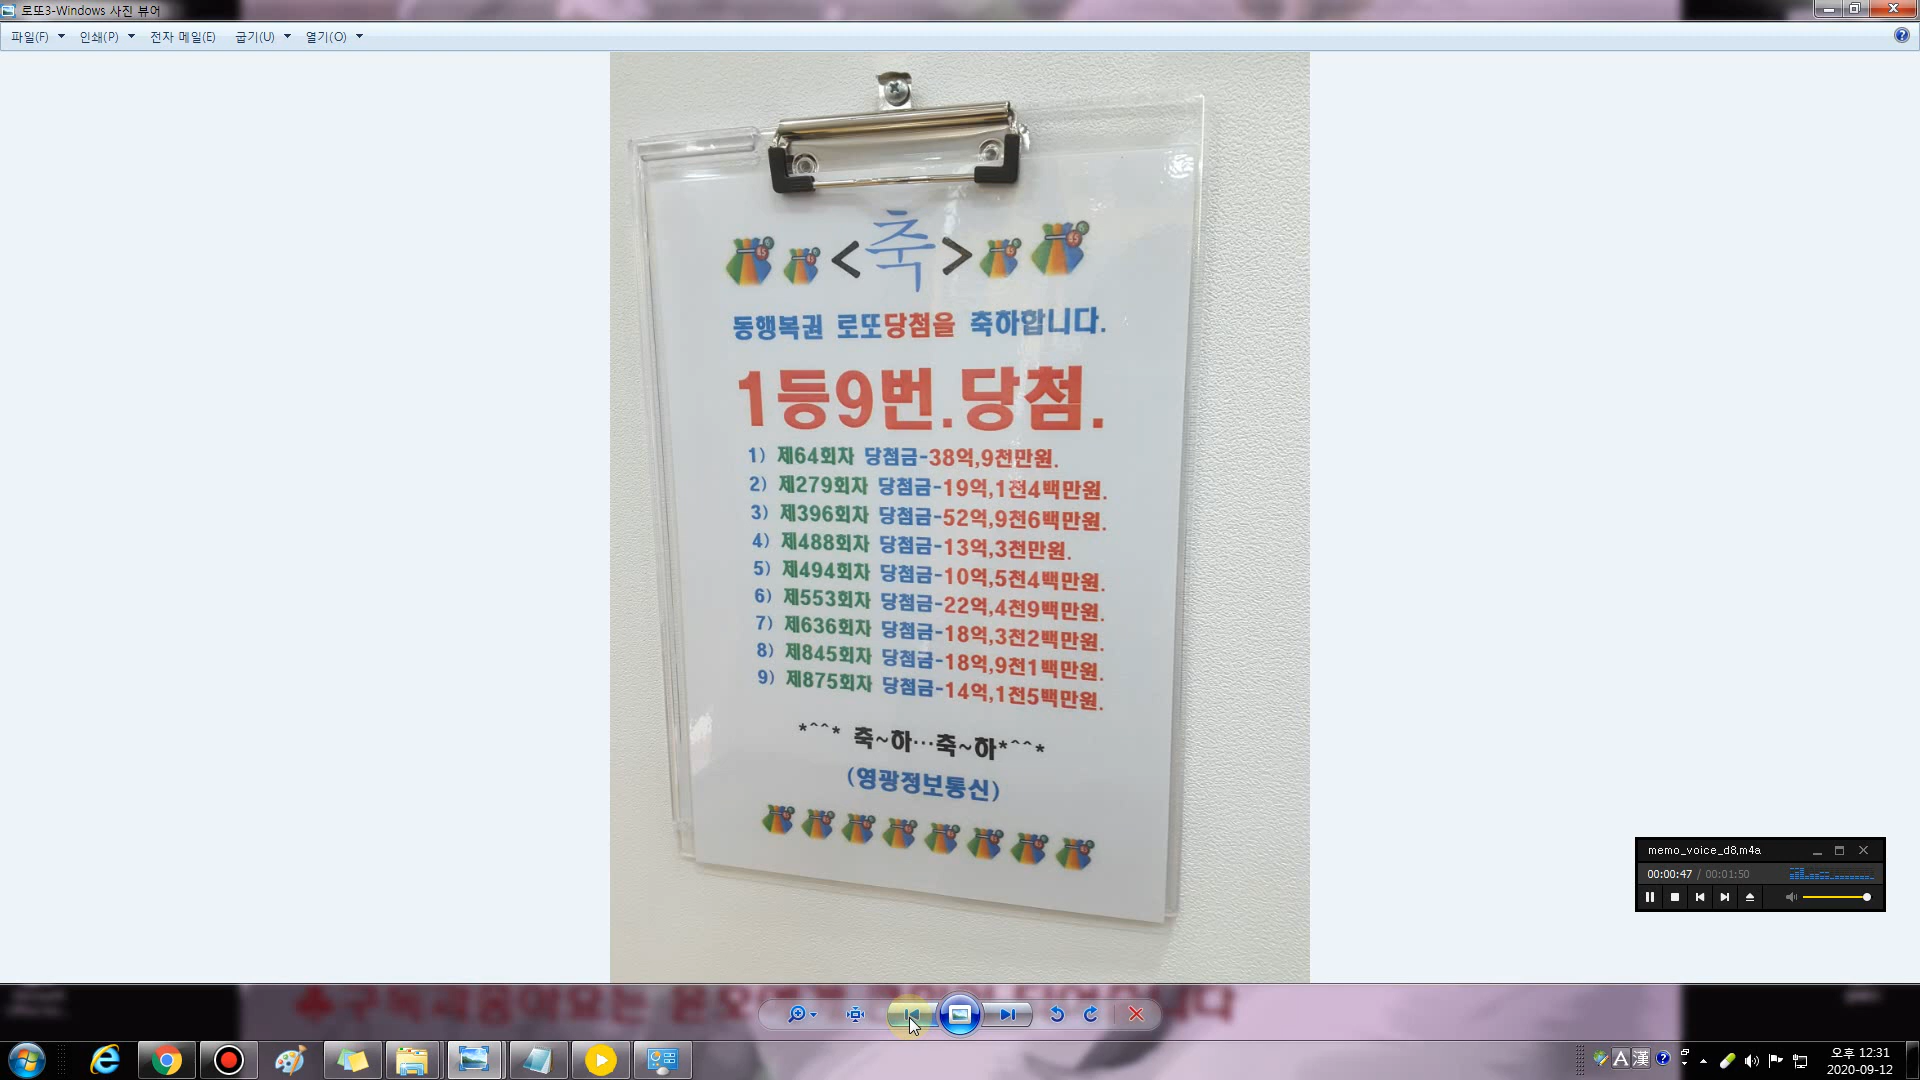 로또3-Windows 사진 뷰어
파일(F) 인쇄(P) 전자 메일(E) 굽기(U) 열기(O)
<축>
동행복권 로또당첨을 축하합니다.
1등9번.당첨.
1) 제64회차 당첨금-38억,9천만원.
2) 제279회차 당첨금-19억,1천4백만원.
3) 제396회차 당첨금-52억,9천6백만원.
4) 제488회차 당첨금-13억,3천만원.
5) 제494회차 당첨금-10억,5천4백만원.
6) 제553회차 당첨금-22억,4천9백만원.
7) 제636회차 당첨금-18억,3천2백만원.
8) 제845회차 당첨금-18억,9천1백만원.
9) 제875회차 당첨금-14억,1천5백만원.
*^^* 축~하…축~하*^^*
(영광정보통신)
memo_voice_d8.m4a
00:00:47 / 00:01:50
A 漢
오후 12:31
2020-09-12